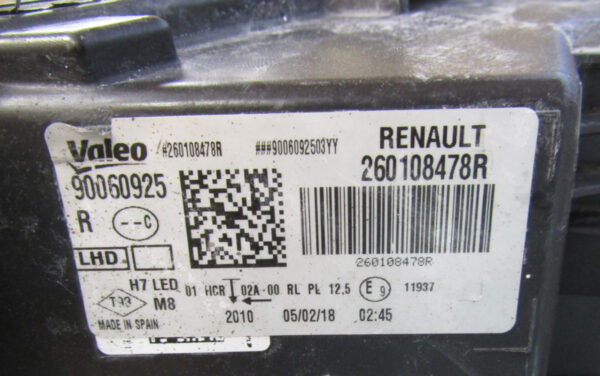 Valeo #260108478R ###9006092503YY RENAULT
90060925 260108478R
R --C
LHD 260108478R
H7 LED 01 HCR 02A-00 RL PL 12.5 E9 11937
M8
MADE IN SPAIN 2010 05/02/18 02:45